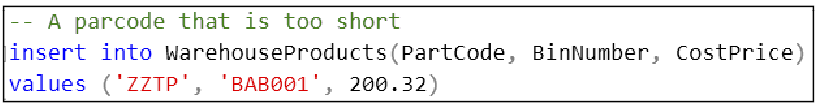 -- A parcode that is too short
insert into WarehouseProducts(PartCode, BinNumber, CostPrice)
values ('ZZTP', 'BAB001', 200.32)